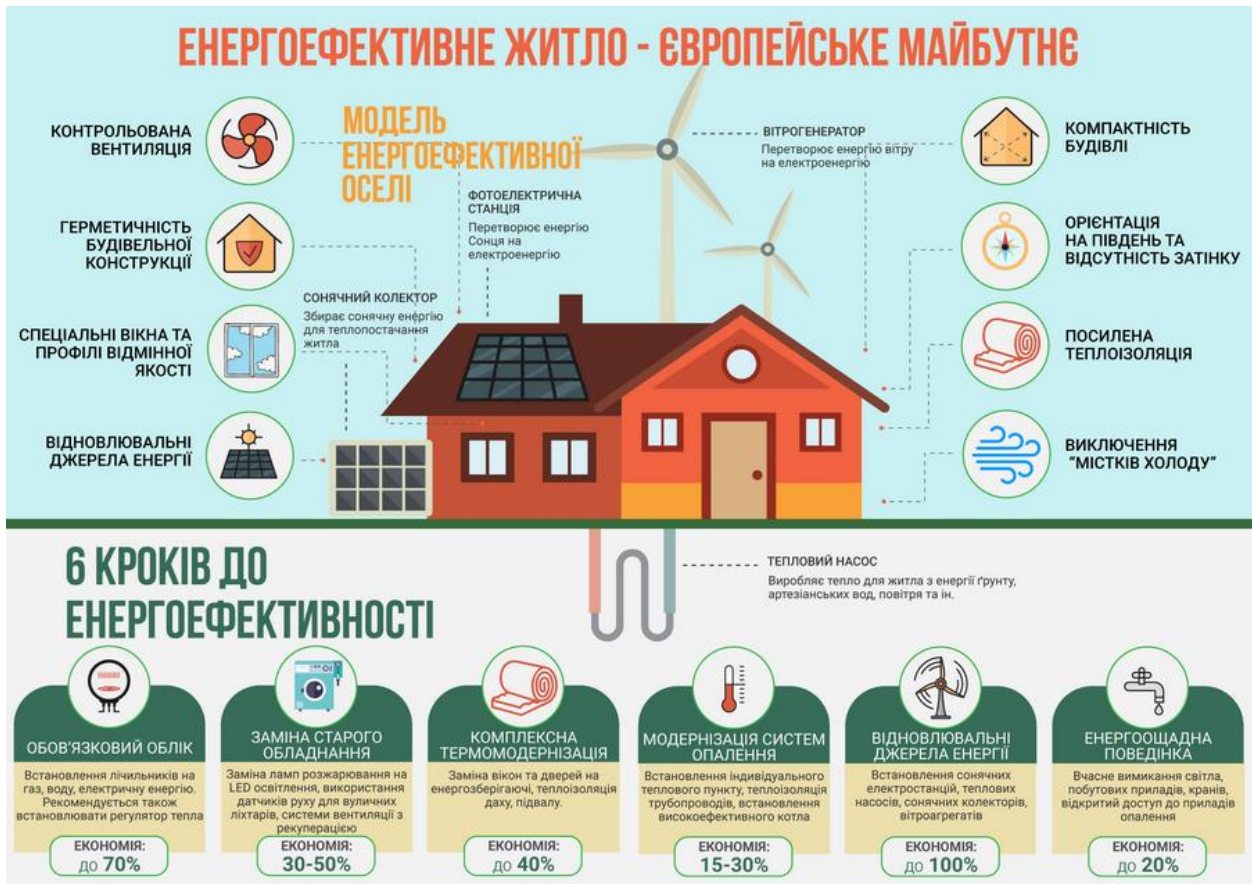 ЕНЕРГОЕФЕКТИВНЕ ЖИТЛО - ЄВРОПЕЙСЬКЕ МАЙБУТНЄ
МОДЕЛЬ
ЕНЕРГОЕФЕКТИВНОЇ
ОСЕЛІ
КОНТРОЛЬОВАНА
ВЕНТИЛЯЦІЯ
ГЕРМЕТИЧНІСТЬ
БУДІВЕЛЬНОЇ
КОНСТРУКЦІЇ
СПЕЦІАЛЬНІ ВІКНА ТА
ПРОФІЛІ ВІДМІННОЇ
ЯКОСТІ
ВІДНОВЛЮВАЛЬНІ
ДЖЕРЕЛА ЕНЕРГІЇ
СОНЯЧНИЙ КОЛЕКТОР
Збирає сонячну енергію
для теплопостачання
житла
ФОТОЕЛЕКТРИЧНА
СТАНЦІЯ
Перетворює енергію
Сонця на
електроенергію
ВІТРОГЕНЕРАТОР
Перетворює енергію вітру
на електроенергію
КОМПАКТНІСТЬ
БУДІВЛІ
ОРІЄНТАЦІЯ
НА ПІВДЕНЬ ТА
ВІДСУТНІСТЬ ЗАТІНКУ
ПОСИЛЕНА
ТЕПЛОІЗОЛЯЦІЯ
ВИКЛЮЧЕННЯ
"МІСТКІВ ХОЛОДУ"
ТЕПЛОВИЙ НАСОС
Виробляє тепло для житла з енергії ґрунту,
артезіанських вод, повітря та ін.
6 КРОКІВ ДО
ЕНЕРГОЕФЕКТИВНОСТІ
ОБОВ'ЯЗКОВИЙ ОБЛІК
Встановлення лічильників на
газ, воду, електричну енергію.
Рекомендується також
встановлювати регулятор тепла
ЕКОНОМІЯ:
до 70%
ЗАМІНА СТАРОГО
ОБЛАДНАННЯ
Заміна ламп розжарювання на
LED освітлення, використання
датчиків руху для вуличних
ліхтарів, системи вентиляції з
рекуперацією
ЕКОНОМІЯ:
30-50%
КОМПЛЕКСНА
ТЕРМОМОДЕРНІЗАЦІЯ
Заміна вікон та дверей на
енергозберігаючі, теплоізоляція
даху, підвалу.
ЕКОНОМІЯ:
до 40%
МОДЕРНІЗАЦІЯ СИСТЕМ
ОПАЛЕННЯ
Встановлення індивідуального
теплового пункту, теплоізоляція
трубопроводів, встановлення
високоефективного котла
ЕКОНОМІЯ:
15-30%
ВІДНОВЛЮВАЛЬНІ
ДЖЕРЕЛА ЕНЕРГІЇ
Встановлення сонячних
електростанцій, теплових
насосів, сонячних колекторів,
вітроагрегатів
ЕКОНОМІЯ:
до 100%
ЕНЕРГООЩАДНА
ПОВЕДІНКА
Вчасне вимикання світла,
побутових приладів, кранів,
відкритий доступ до приладів
опалення
ЕКОНОМІЯ:
до 20%